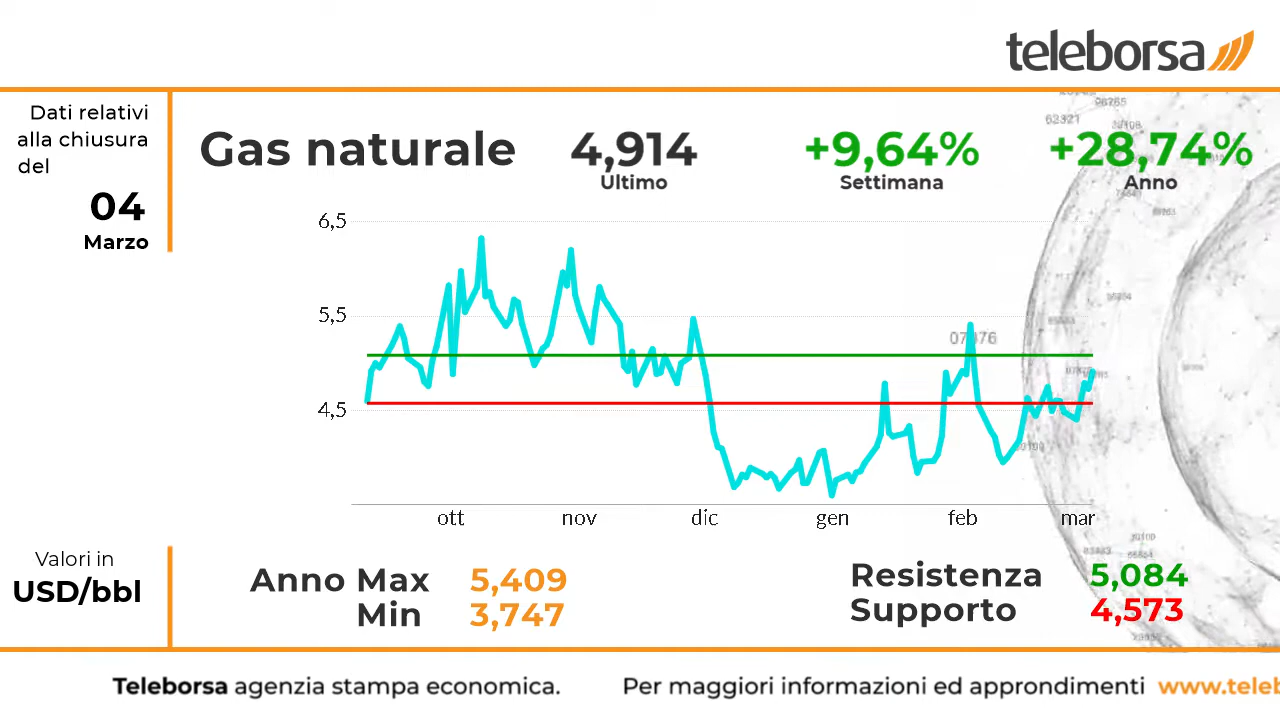 teleborsa
Dati relativi
alla chiusura
del
04
Marzo
Gas naturale
4,914
Ultimo
+9,64%
Settimana
+28,74%
Anno
6,5
5,5
4,5
ott nov dic gen feb mar
Valori in
USD/bbl
Anno Max 5,409
Min 3,747
Resistenza 5,084
Supporto 4,573
Teleborsa agenzia stampa economica. Per maggiori informazioni ed approndimenti www.teleb